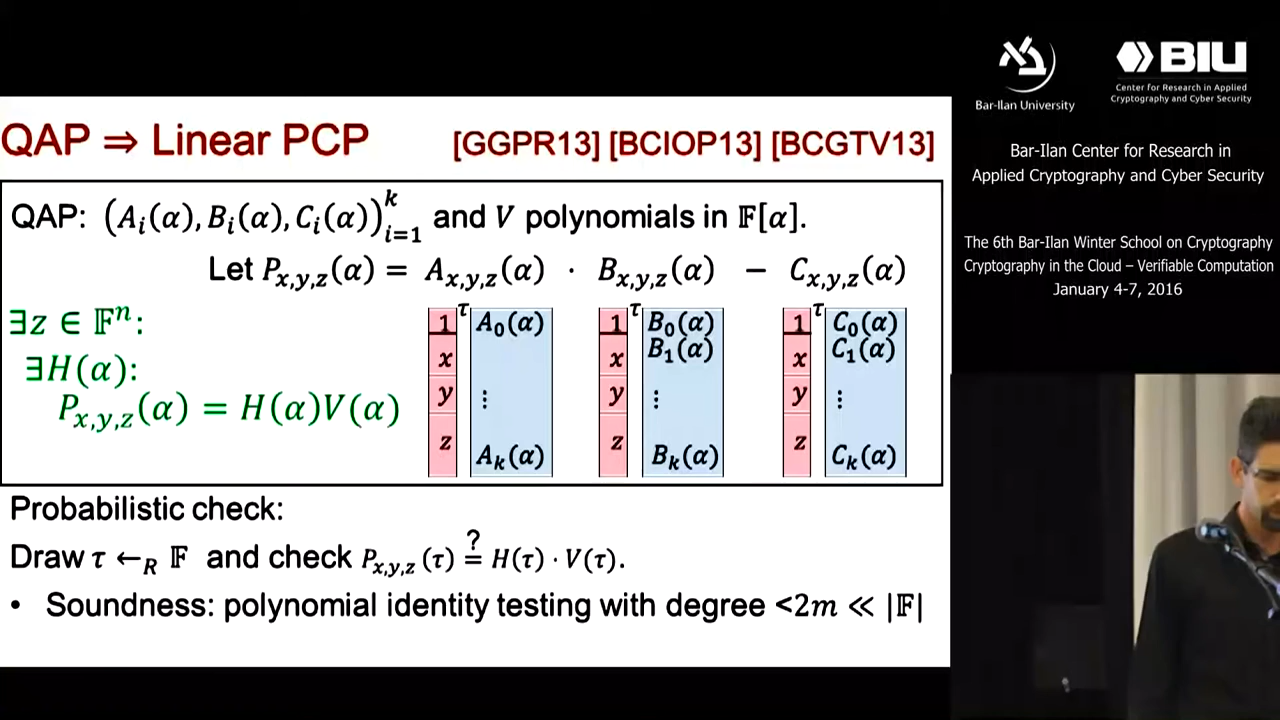 QAP ⇒ Linear PCP [GGPR13] [BCIOP13] [BCGTV13]
QAP: (A_i(α), B_i(α), C_i(α))_{i=1}^k and V polynomials in 𝔽[α].
Let P_{x,y,z}(α) = A_{x,y,z}(α) · B_{x,y,z}(α) − C_{x,y,z}(α)
∃z ∈ 𝔽^n:
∃H(α):
P_{x,y,z}(α) = H(α)V(α)
1 τ A_0(α) 1 τ B_0(α) 1 τ C_0(α)
x x B_1(α) x C_1(α)
y ⋮ y ⋮ y ⋮
z A_k(α) z B_k(α) z C_k(α)
Probabilistic check:
Draw τ ←_R 𝔽 and check P_{x,y,z}(τ) =^? H(τ) · V(τ).
• Soundness: polynomial identity testing with degree <2m ≪ |𝔽|
Bar-Ilan University
BIU
Center for Research in Applied
Cryptography and Cyber Security
Bar-Ilan Center for Research in
Applied Cryptography and Cyber Security
The 6th Bar-Ilan Winter School on Cryptography
Cryptography in the Cloud – Verifiable Computation
January 4-7, 2016